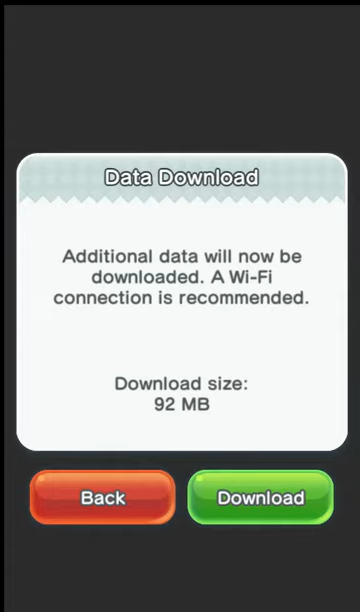 Data Download
Additional data will now be
downloaded. A Wi-Fi
connection is recommended.
Download size:
92 MB
Back
Download